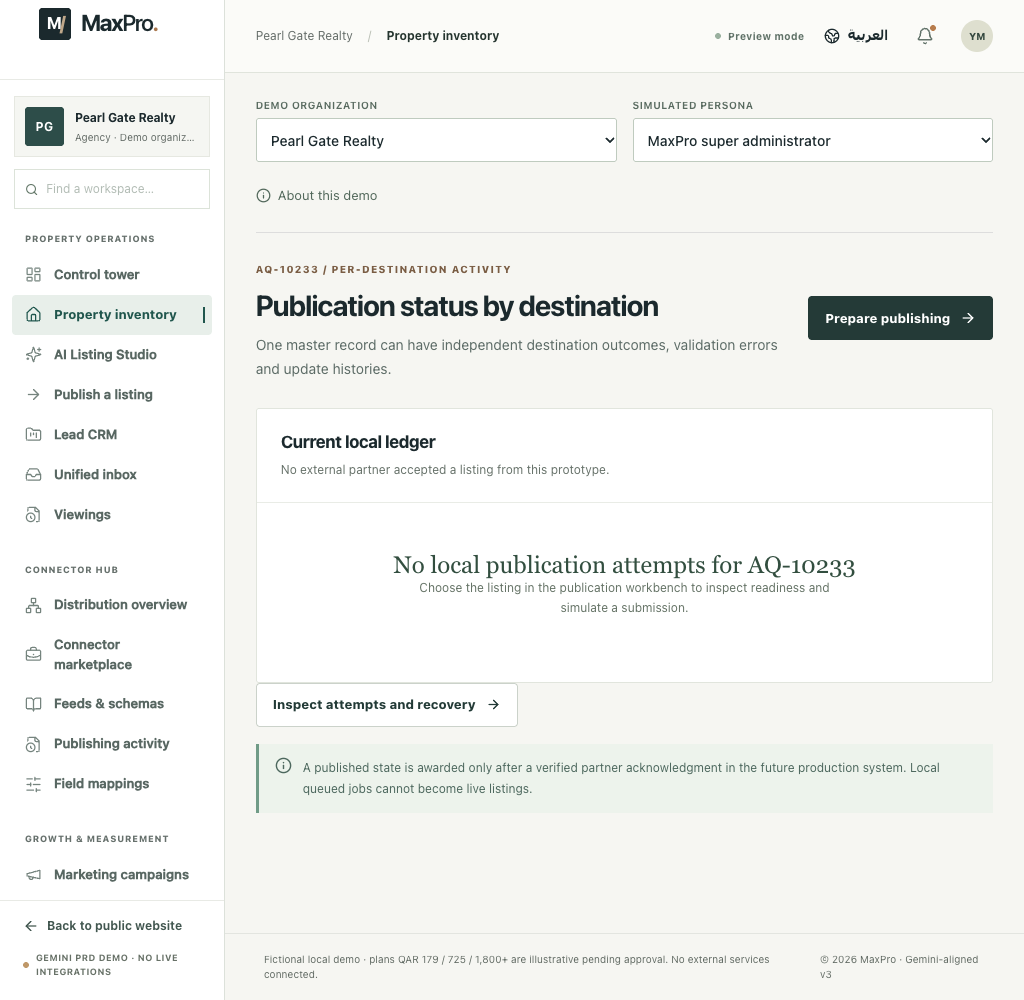 M/ MaxPro.
PG
Pearl Gate Realty
Agency · Demo organiz...
Find a workspace...
PROPERTY OPERATIONS
Control tower
Property inventory
AI Listing Studio
Publish a listing
Lead CRM
Unified inbox
Viewings
CONNECTOR HUB
Distribution overview
Connector
marketplace
Feeds & schemas
Publishing activity
Field mappings
GROWTH & MEASUREMENT
Marketing campaigns
Back to public website
GEMINI PRD DEMO · NO LIVE
INTEGRATIONS
Pearl Gate Realty / Property inventory
Preview mode
العربية
YM
DEMO ORGANIZATION
Pearl Gate Realty
SIMULATED PERSONA
MaxPro super administrator
About this demo
AQ-10233 / PER-DESTINATION ACTIVITY
Publication status by destination
One master record can have independent destination outcomes, validation errors
and update histories.
Prepare publishing
Current local ledger
No external partner accepted a listing from this prototype.
No local publication attempts for AQ-10233
Choose the listing in the publication workbench to inspect readiness and
simulate a submission.
Inspect attempts and recovery
A published state is awarded only after a verified partner acknowledgment in the future production system. Local
queued jobs cannot become live listings.
Fictional local demo · plans QAR 179 / 725 / 1,800+ are illustrative pending approval. No external services
connected.
© 2026 MaxPro · Gemini-aligned
v3